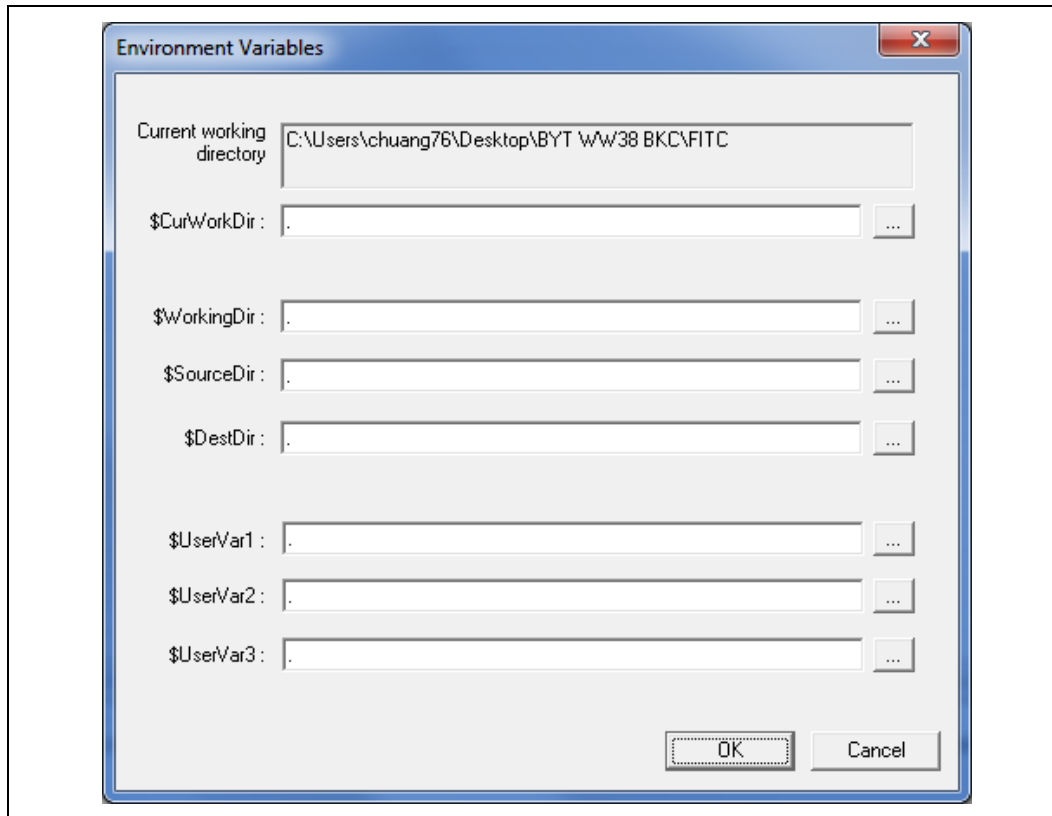 Environment Variables
Current working
directory
C:\Users\chuang76\Desktop\BYT WW38 BKC\FITC
$CurWorkDir : . ...
$WorkingDir : . ...
$SourceDir : . ...
$DestDir : . ...
$UserVar1 : . ...
$UserVar2 : . ...
$UserVar3 : . ...
OK Cancel